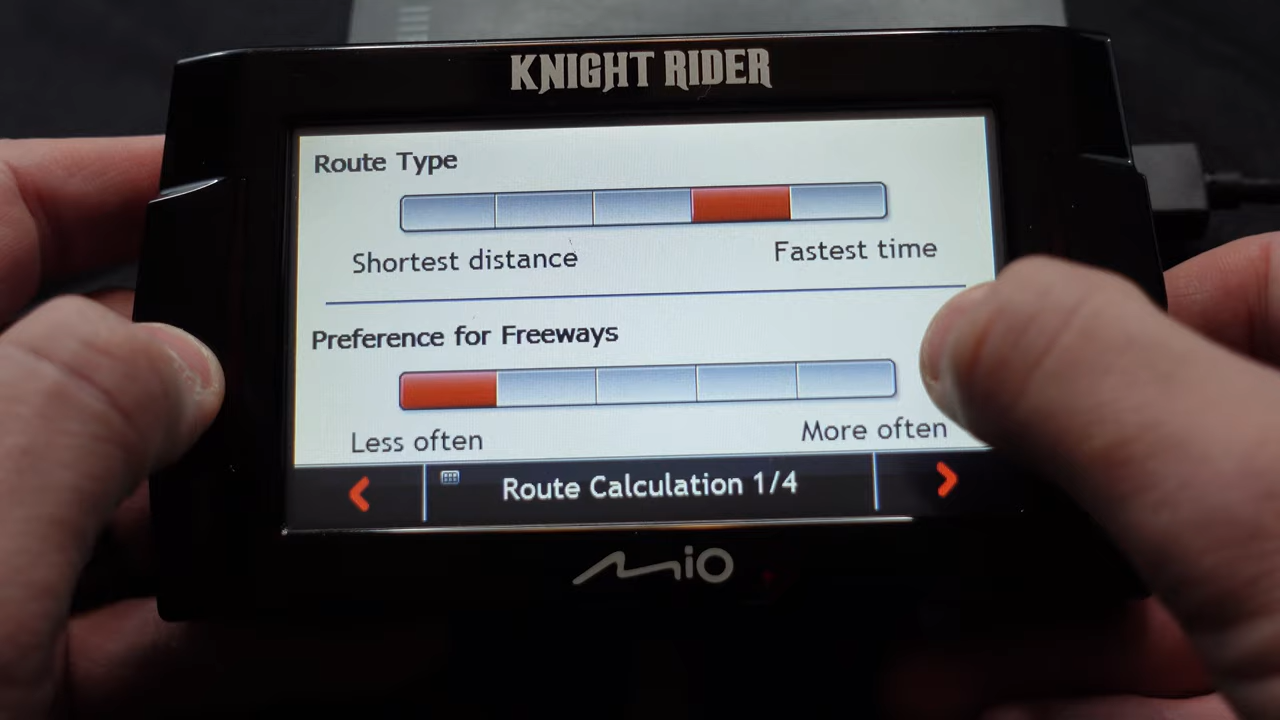 KNIGHT RIDER
Route Type
Shortest distance
Fastest time
Preference for Freeways
Less often
More often
Route Calculation 1/4
Mio